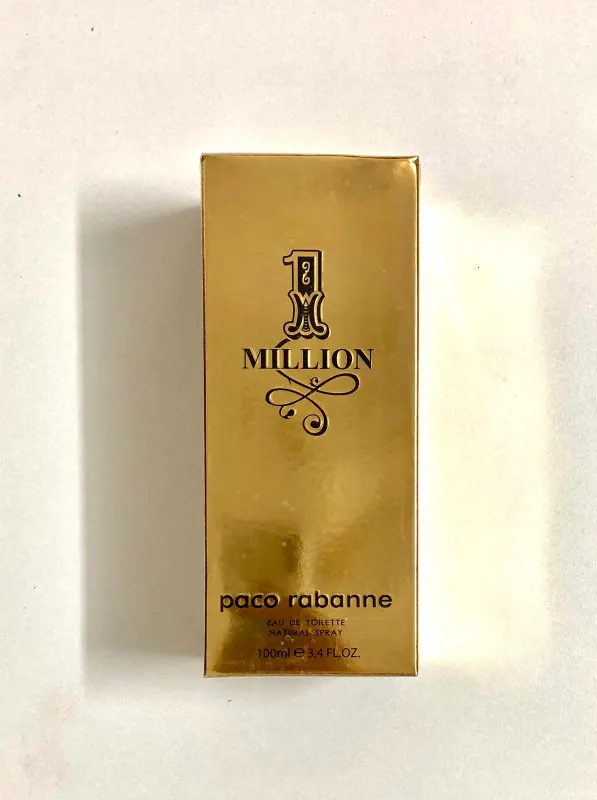 1
MILLION
paco rabanne
EAU DE TOILETTE
NATURAL SPRAY
100ml ℮ 3.4 FL.OZ.